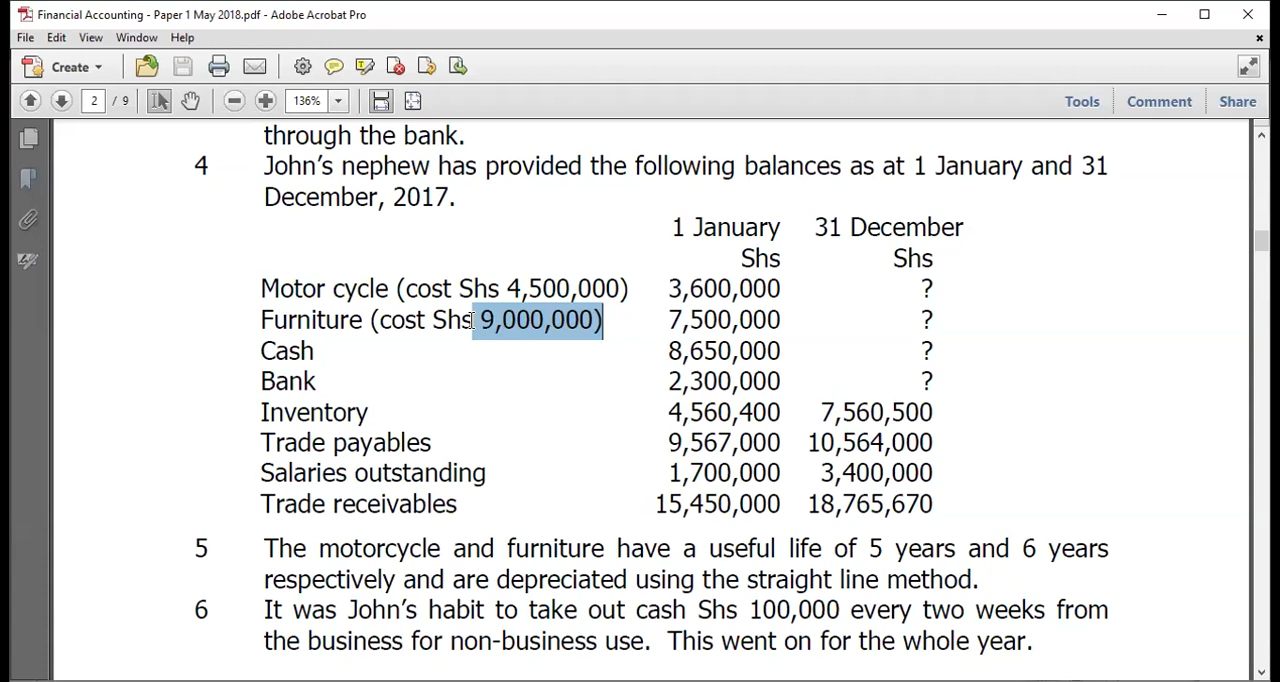 Financial Accounting - Paper 1 May 2018.pdf - Adobe Acrobat Pro
File Edit View Window Help
Create
2 / 9 136% Tools Comment Share
through the bank.
4 John's nephew has provided the following balances as at 1 January and 31
December, 2017.
1 January 31 December
Shs Shs
Motor cycle (cost Shs 4,500,000) 3,600,000 ?
Furniture (cost Shs 9,000,000) 7,500,000 ?
Cash 8,650,000 ?
Bank 2,300,000 ?
Inventory 4,560,400 7,560,500
Trade payables 9,567,000 10,564,000
Salaries outstanding 1,700,000 3,400,000
Trade receivables 15,450,000 18,765,670
5 The motorcycle and furniture have a useful life of 5 years and 6 years
respectively and are depreciated using the straight line method.
6 It was John's habit to take out cash Shs 100,000 every two weeks from
the business for non-business use. This went on for the whole year.